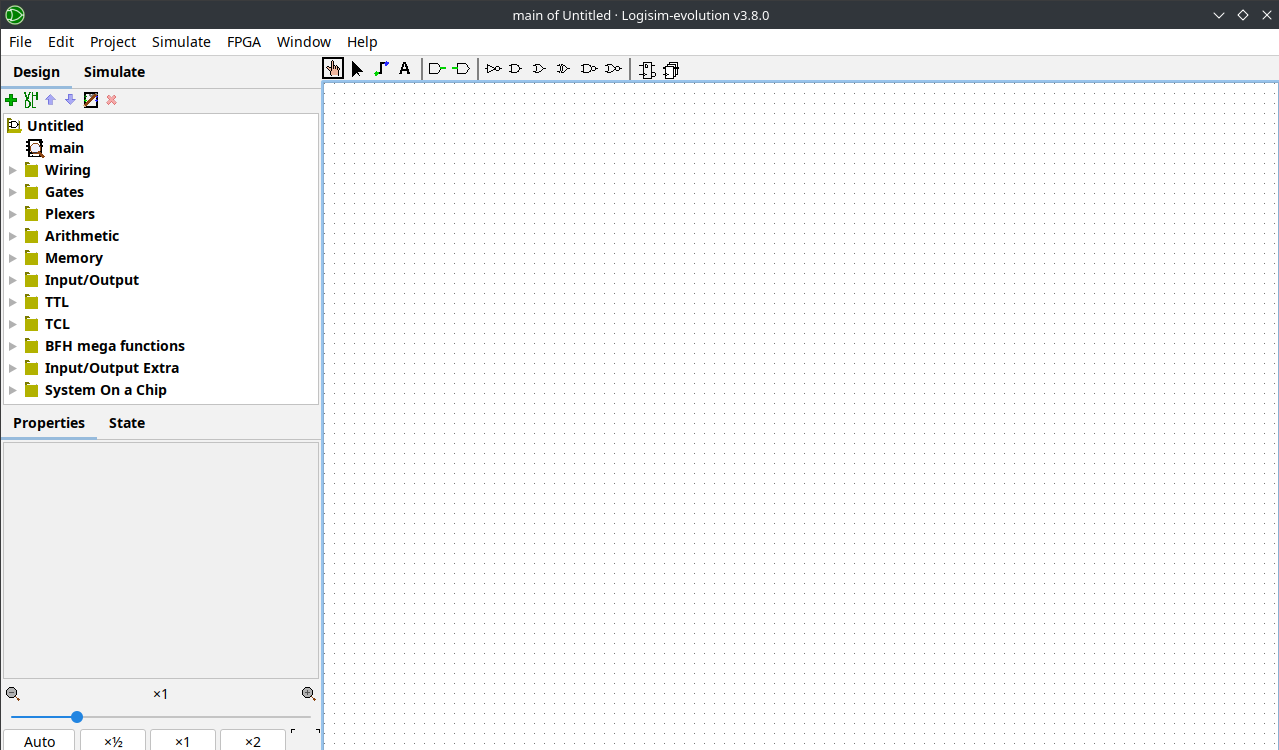 main of Untitled · Logisim-evolution v3.8.0
File Edit Project Simulate FPGA Window Help
Design Simulate
A
VH
DL
Untitled
main
Wiring
Gates
Plexers
Arithmetic
Memory
Input/Output
TTL
TCL
BFH mega functions
Input/Output Extra
System On a Chip
Properties State
×1
Auto ×½ ×1 ×2